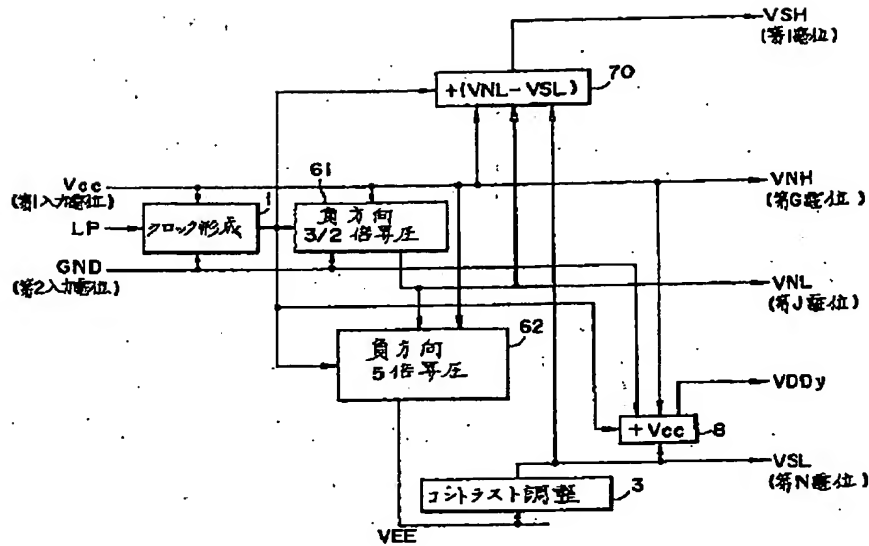 VSH
(第1電位)
70
+(VNL-VSL)
Vcc
(第1入力電位)
61
VNH
(第G電位)
1
LP
クロック形成
負方向
3/2倍昇圧
GND
(第2入力電位)
VNL
(第J電位)
62
負方向
5倍昇圧
VDDy
+Vcc
8
VSL
(第N電位)
コントラスト調整
3
VEE